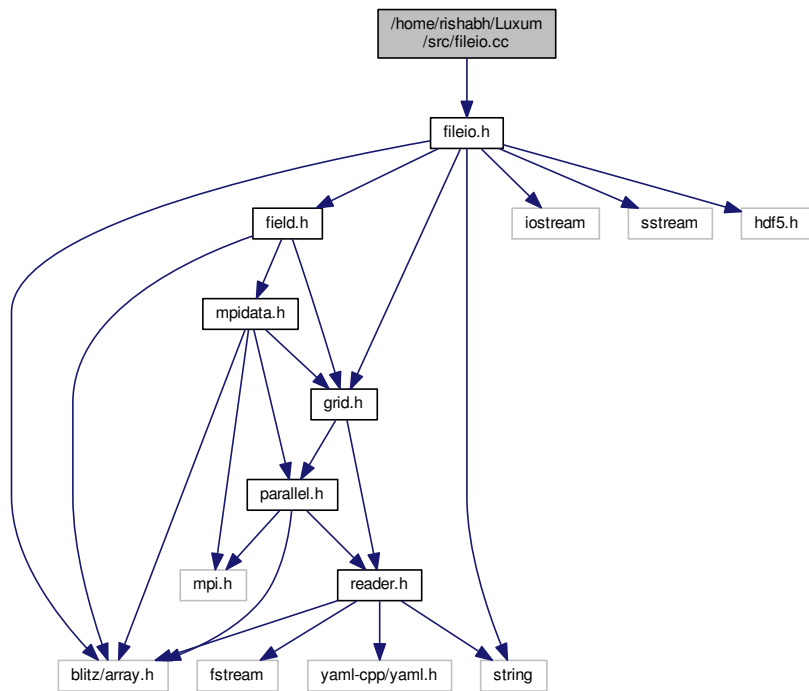 /home/rishabh/Luxum
/src/fileio.cc
fileio.h
field.h
iostream
sstream
hdf5.h
mpidata.h
grid.h
parallel.h
mpi.h
reader.h
blitz/array.h
fstream
yaml-cpp/yaml.h
string